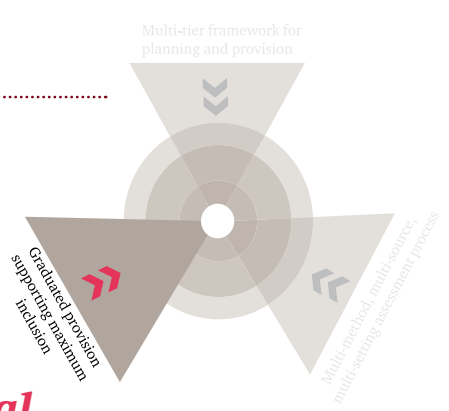 Multi-tier framework for
planning and provision
Graduated provision
supporting maximum
inclusion
Multi-method, multi-source,
multi-setting assessment process